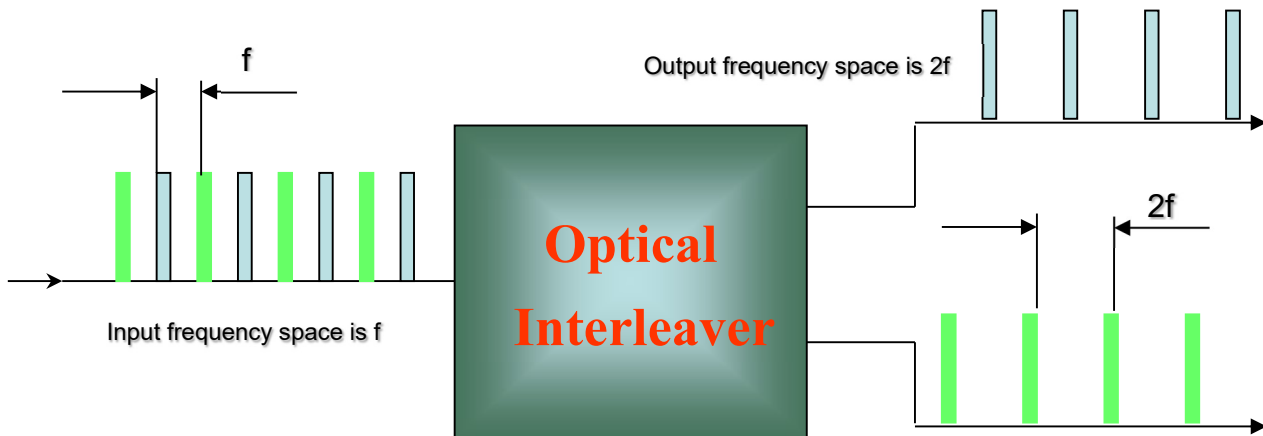 f
Output frequency space is 2f
2f
Optical
Interleaver
Input frequency space is f